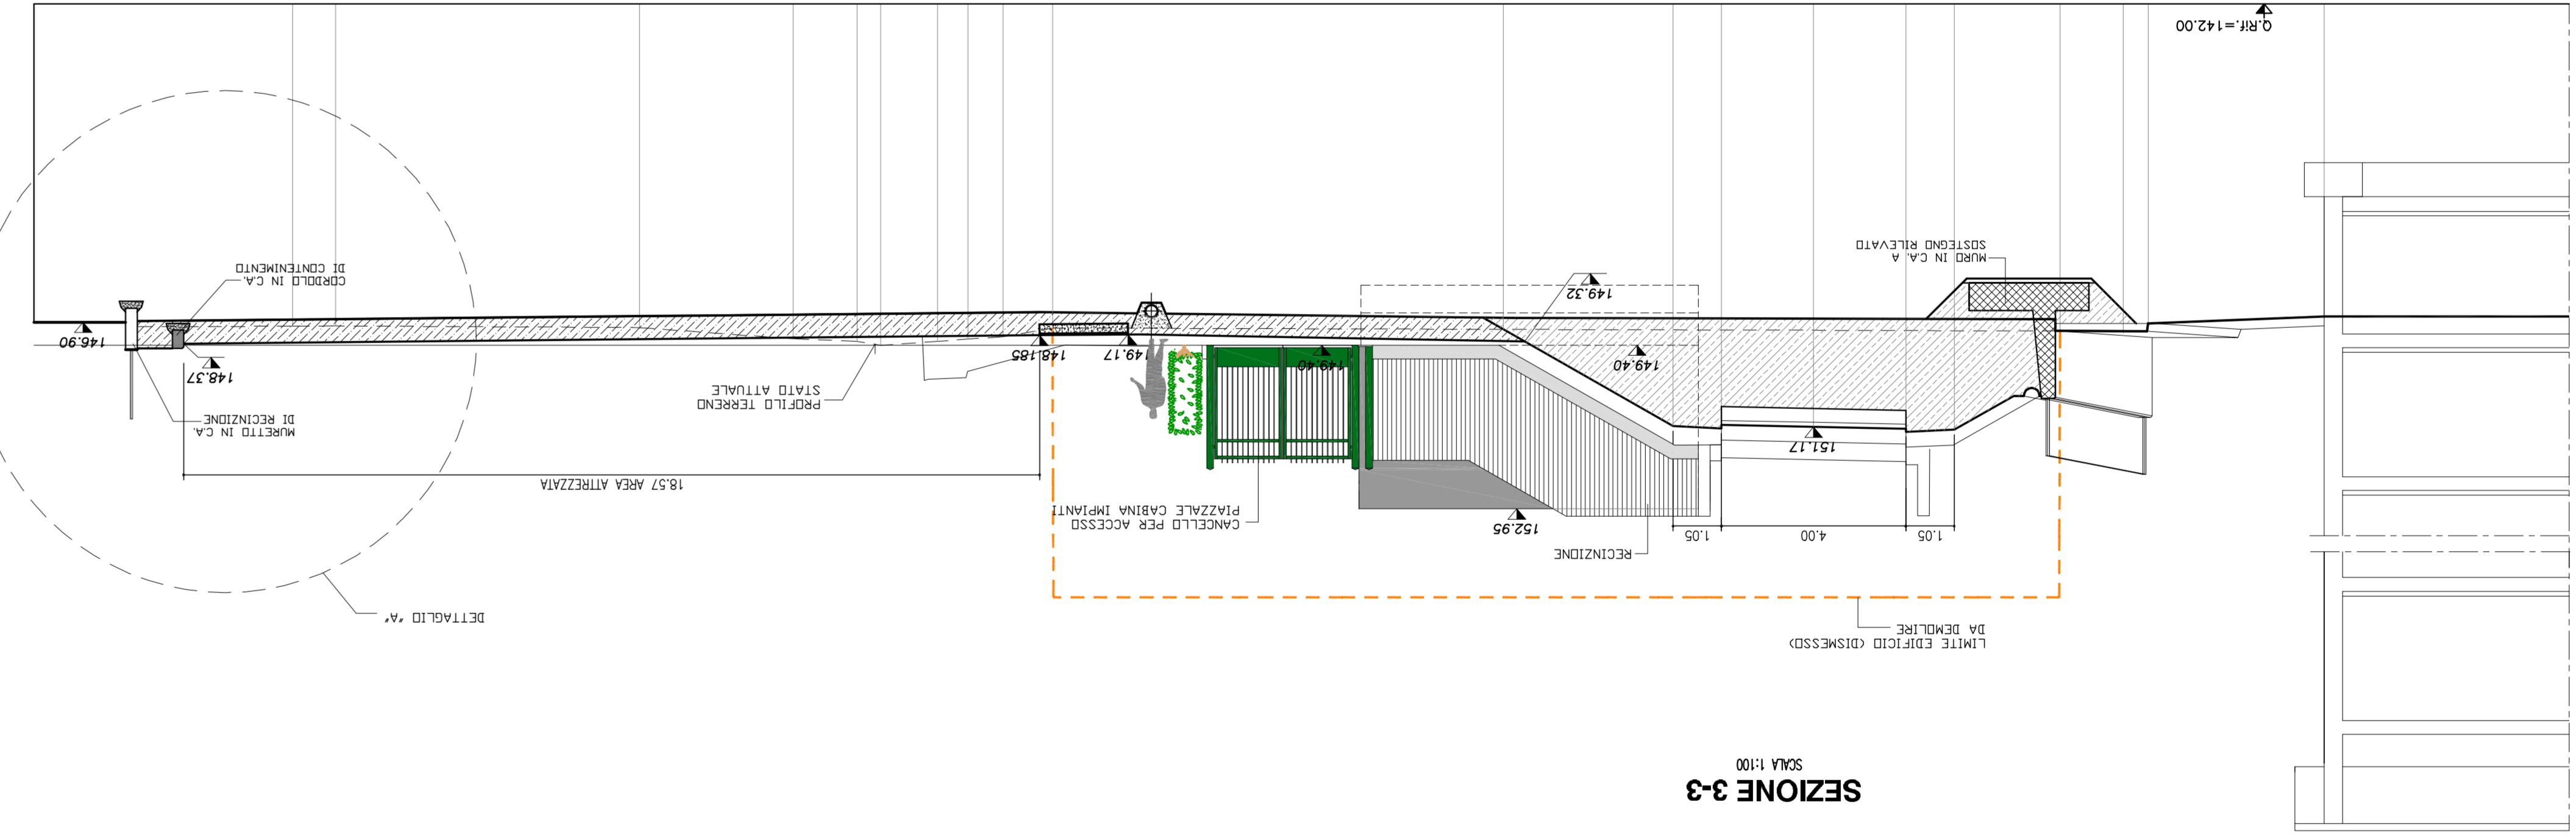 SEZIONE 3-3
SCALA 1:100
LIMITE EDIFICIO (DISMESSO)
DA DEMOLIRE
DETTAGLIO "A"
RECINZIONE
1.05
4.00
1.05
152.95
CANCELLO PER ACCESSO
PIAZZALE CABINA IMPIANTI
18.57 AREA ATTREZZATA
151.17
MURETTO IN C.A.
DI RECINZIONE
PROFILO TERRENO
STATO ATTUALE
148.37
149.40
149.40
149.17
148.185
146.90
149.32
CORDOLO IN C.A.
DI CONTENIMENTO
MURO IN C.A. A
SOSTEGNO RILEVATO
Q.Rif.=142.00